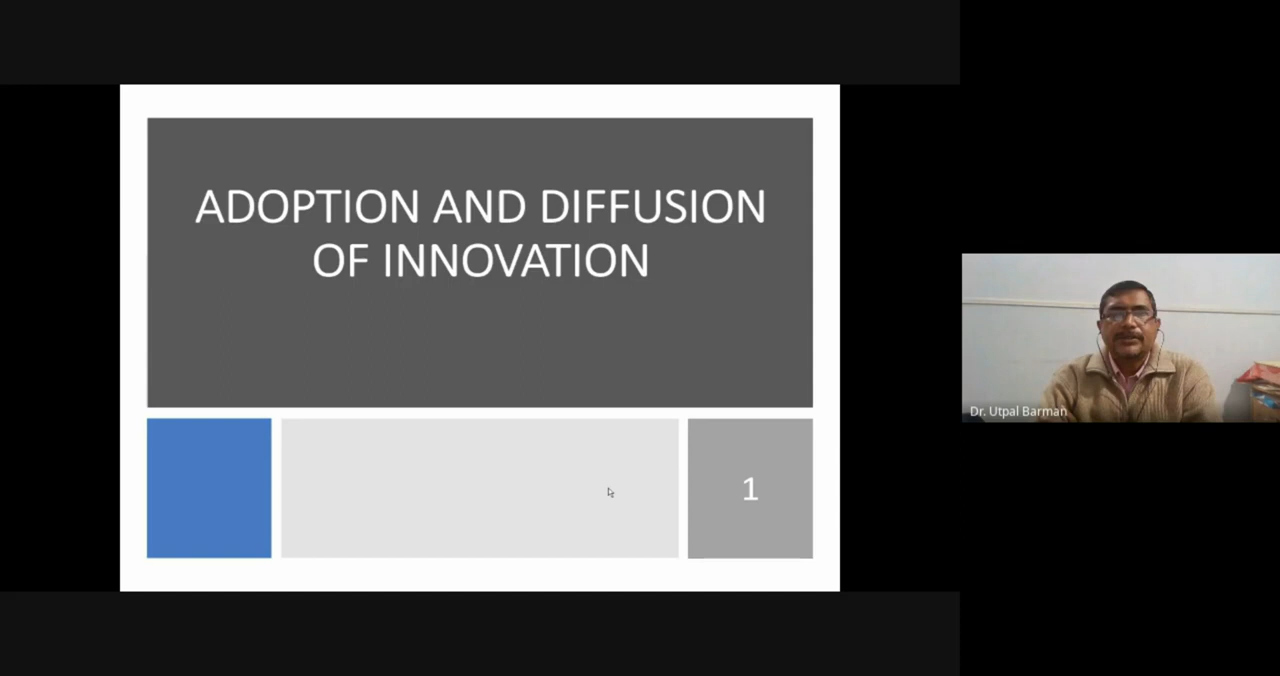 ADOPTION AND DIFFUSION
OF INNOVATION
1
Dr. Utpal Barman